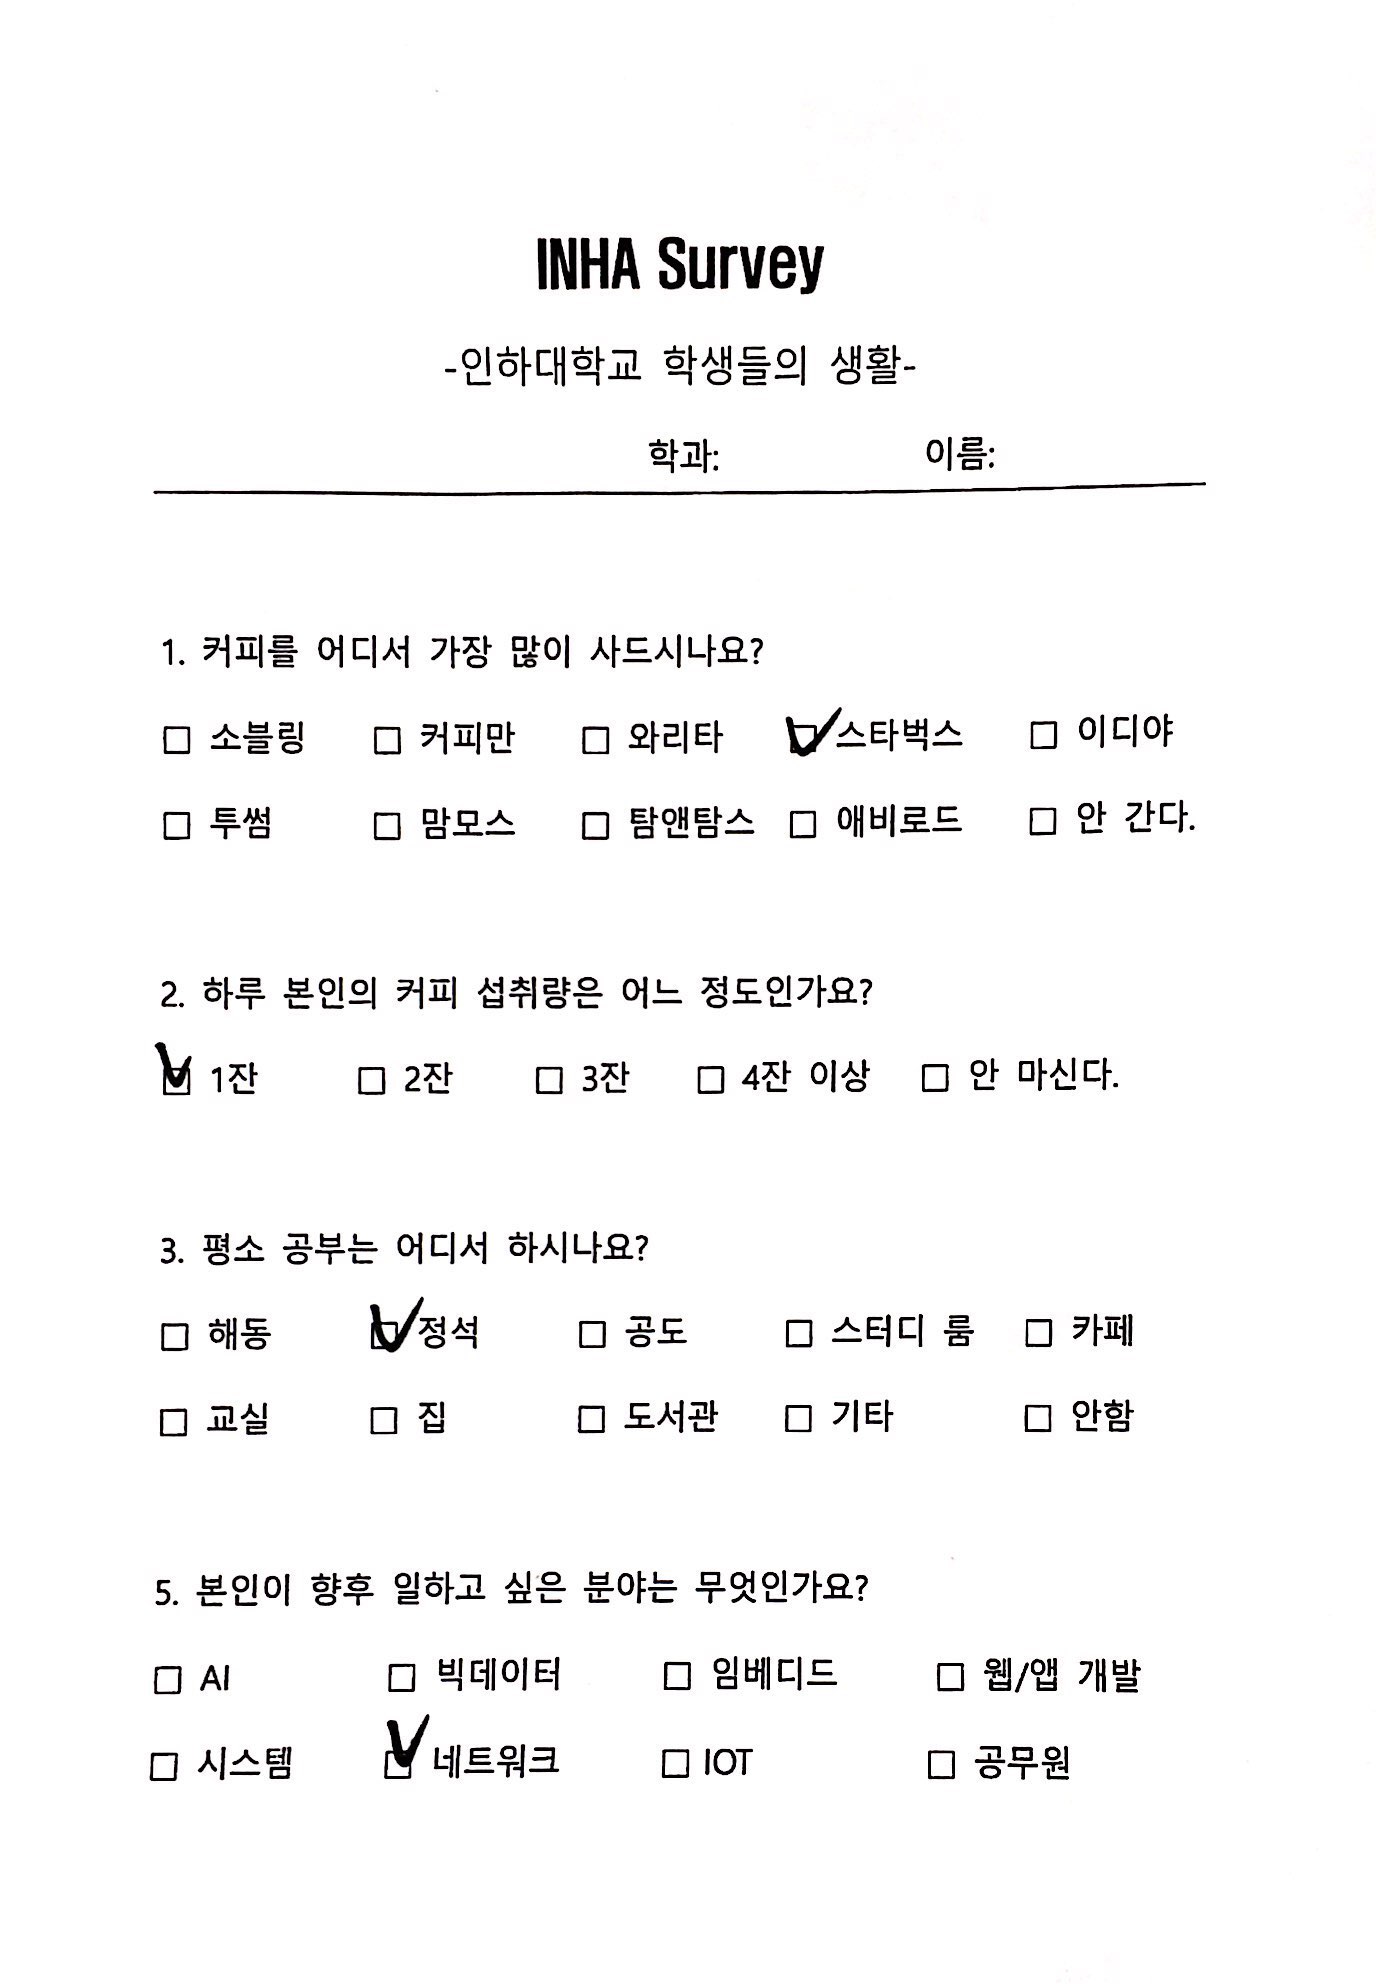 INHA Survey
-인하대학교 학생들의 생활-
학과: 이름:
1. 커피를 어디서 가장 많이 사드시나요?
□ 소블링 □ 커피만 □ 와리타 ☑ 스타벅스 □ 이디야
□ 투썸 □ 맘모스 □ 탐앤탐스 □ 애비로드 □ 안 간다.
2. 하루 본인의 커피 섭취량은 어느 정도인가요?
☑ 1잔 □ 2잔 □ 3잔 □ 4잔 이상 □ 안 마신다.
3. 평소 공부는 어디서 하시나요?
□ 해동 ☑ 정석 □ 공도 □ 스터디 룸 □ 카페
□ 교실 □ 집 □ 도서관 □ 기타 □ 안함
5. 본인이 향후 일하고 싶은 분야는 무엇인가요?
□ AI □ 빅데이터 □ 임베디드 □ 웹/앱 개발
□ 시스템 ☑ 네트워크 □ IOT □ 공무원